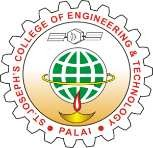 ST.JOSEPH'S COLLEGE OF ENGINEERING & TECHNOLOGY
• PALAI •